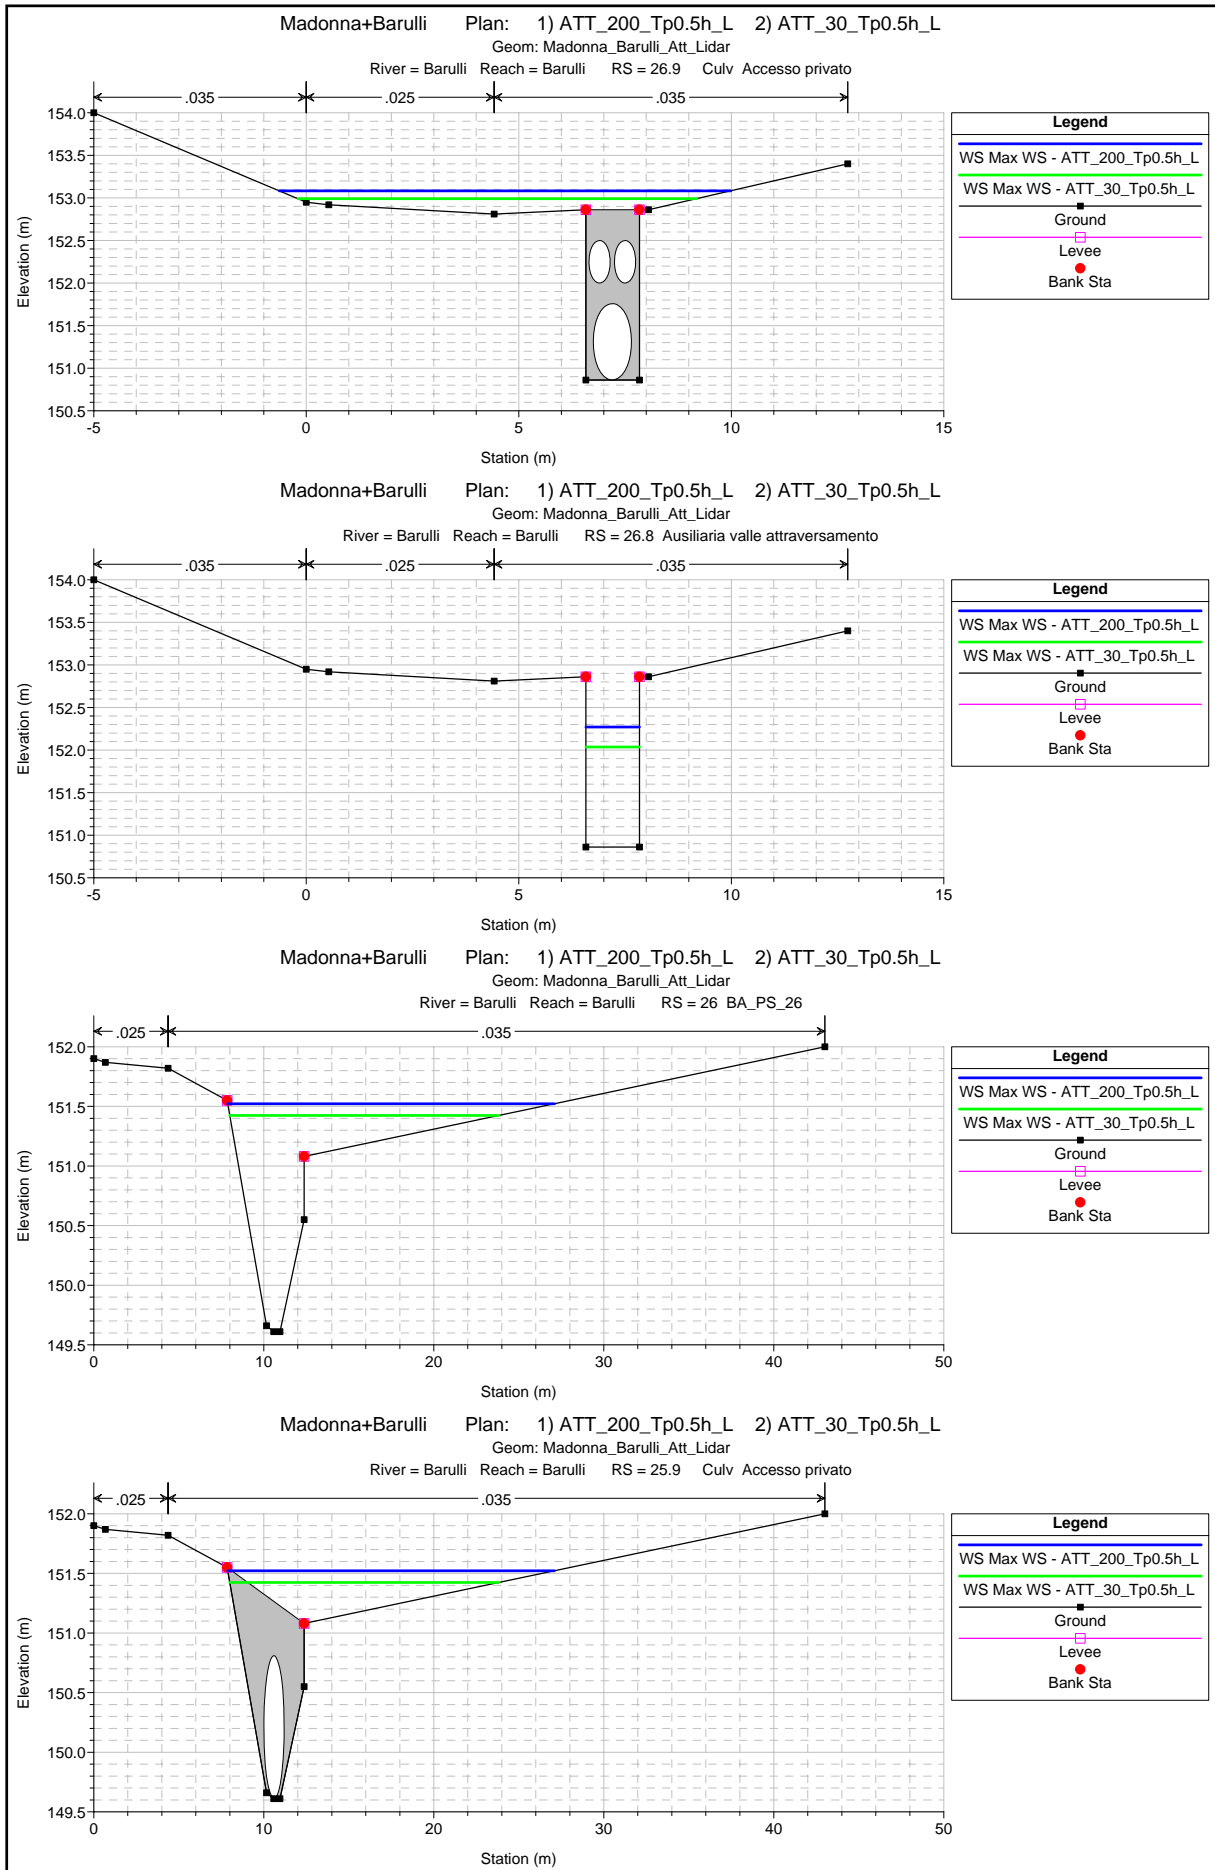 Madonna+Barulli Plan: 1) ATT_200_Tp0.5h_L 2) ATT_30_Tp0.5h_L
Geom: Madonna_Barulli_Att_Lidar
River = Barulli Reach = Barulli RS = 26.9 Culv Accesso privato
.035 .025 .035
154.0
153.5
153.0
152.5
152.0
151.5
151.0
150.5
Elevation (m)
-5 0 5 10 15
Station (m)
Legend
WS Max WS - ATT_200_Tp0.5h_L
WS Max WS - ATT_30_Tp0.5h_L
Ground
Levee
Bank Sta
Madonna+Barulli Plan: 1) ATT_200_Tp0.5h_L 2) ATT_30_Tp0.5h_L
Geom: Madonna_Barulli_Att_Lidar
River = Barulli Reach = Barulli RS = 26.8 Ausiliaria valle attraversamento
.035 .025 .035
154.0
153.5
153.0
152.5
152.0
151.5
151.0
150.5
Elevation (m)
-5 0 5 10 15
Station (m)
Legend
WS Max WS - ATT_200_Tp0.5h_L
WS Max WS - ATT_30_Tp0.5h_L
Ground
Levee
Bank Sta
Madonna+Barulli Plan: 1) ATT_200_Tp0.5h_L 2) ATT_30_Tp0.5h_L
Geom: Madonna_Barulli_Att_Lidar
River = Barulli Reach = Barulli RS = 26 BA_PS_26
.025 .035
152.0
151.5
151.0
150.5
150.0
149.5
Elevation (m)
0 10 20 30 40 50
Station (m)
Legend
WS Max WS - ATT_200_Tp0.5h_L
WS Max WS - ATT_30_Tp0.5h_L
Ground
Levee
Bank Sta
Madonna+Barulli Plan: 1) ATT_200_Tp0.5h_L 2) ATT_30_Tp0.5h_L
Geom: Madonna_Barulli_Att_Lidar
River = Barulli Reach = Barulli RS = 25.9 Culv Accesso privato
.025 .035
152.0
151.5
151.0
150.5
150.0
149.5
Elevation (m)
0 10 20 30 40 50
Station (m)
Legend
WS Max WS - ATT_200_Tp0.5h_L
WS Max WS - ATT_30_Tp0.5h_L
Ground
Levee
Bank Sta